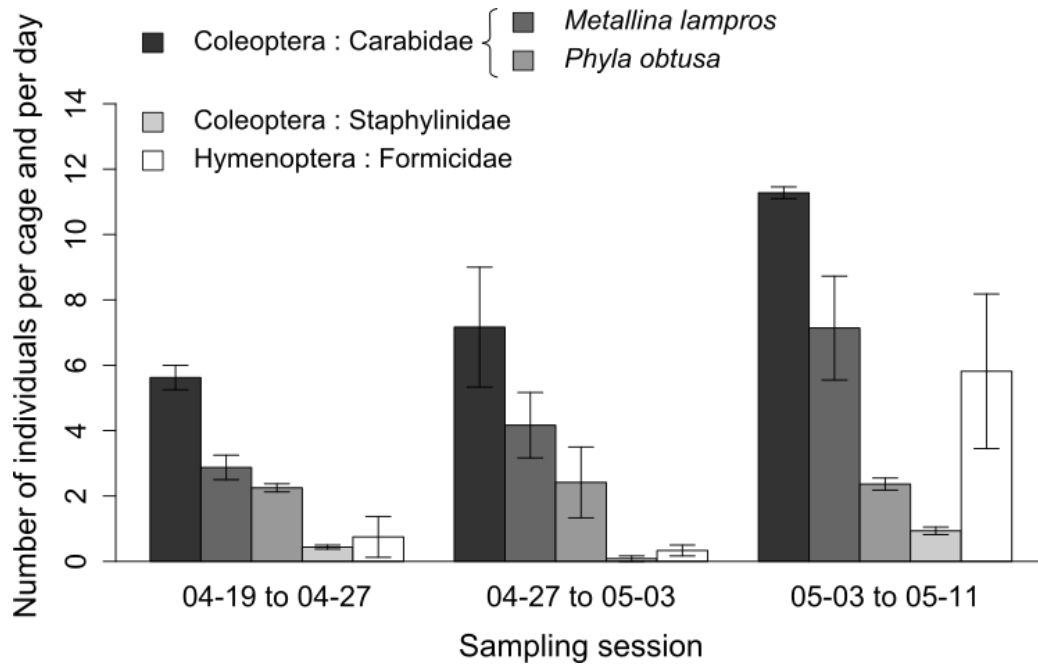 Coleoptera : Carabidae
Metallina lampros
Phyla obtusa
Coleoptera : Staphylinidae
Hymenoptera : Formicidae
Number of individuals per cage and per day
14
12
10
8
6
4
2
0
04-19 to 04-27
04-27 to 05-03
05-03 to 05-11
Sampling session